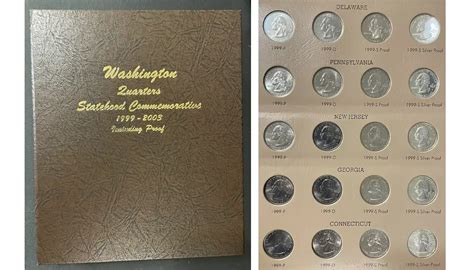 Washington
Quarters
Statehood Commemorative
1999-2003
Including Proof
DELAWARE
1999-P 1999-D 1999-S Proof 1999-S Silver Proof
PENNSYLVANIA
1999-P 1999-D 1999-S Proof 1999-S Silver Proof
NEW JERSEY
1999-P 1999-D 1999-S Proof 1999-S Silver Proof
GEORGIA
1999-P 1999-D 1999-S Proof 1999-S Silver Proof
CONNECTICUT
1999-P 1999-D 1999-S Proof 1999-S Silver Proof